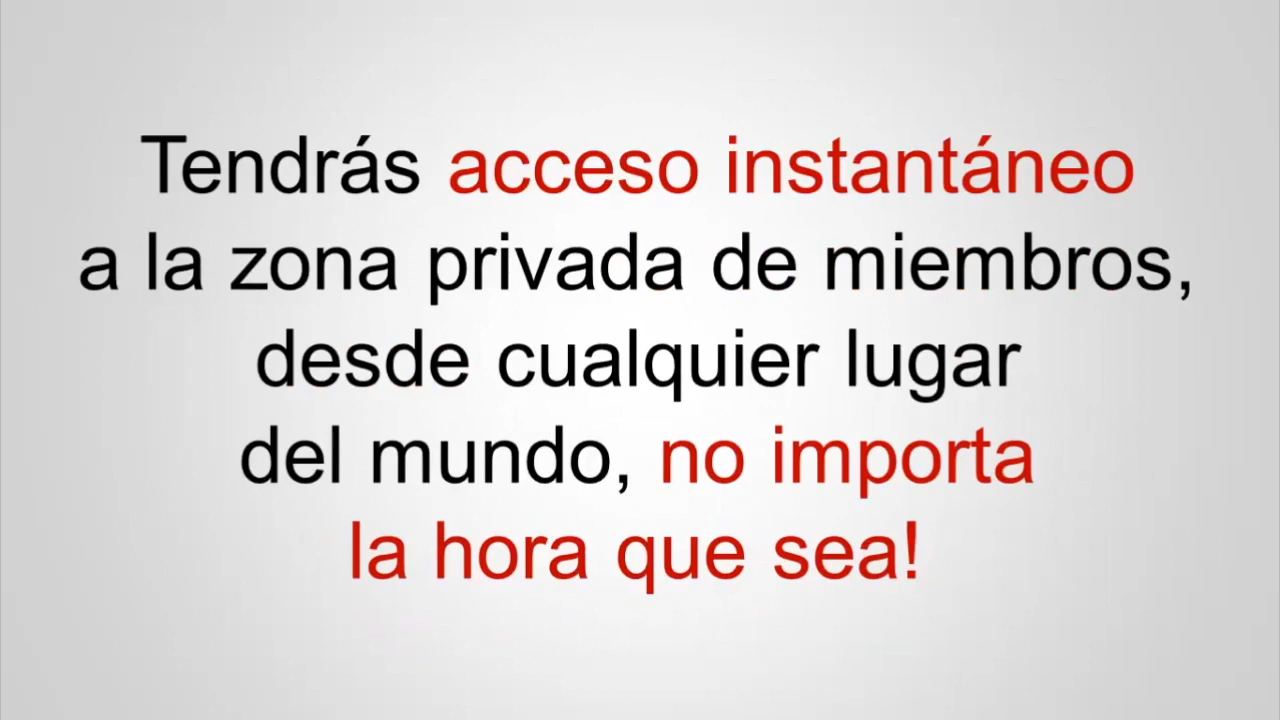 Tendrás acceso instantáneo
a la zona privada de miembros,
desde cualquier lugar
del mundo, no importa
la hora que sea!